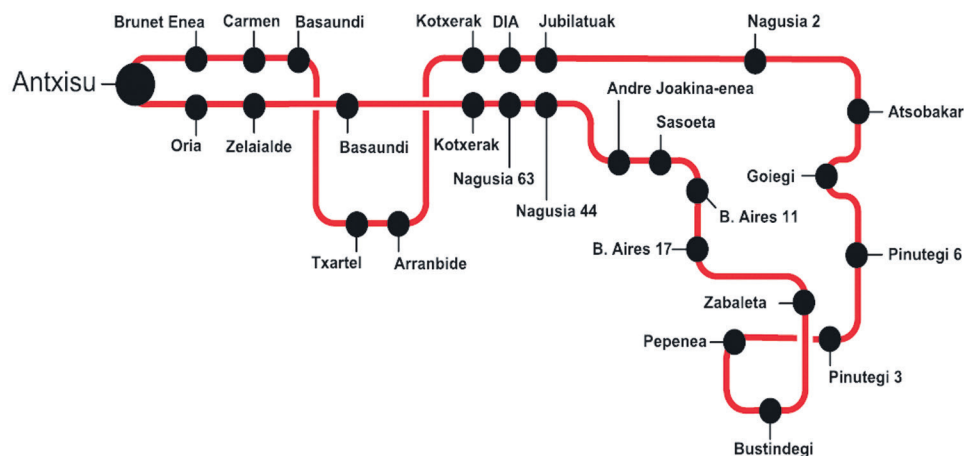 Brunet Enea
Carmen
Basaundi
Kotxerak
DIA
Jubilatuak
Nagusi 2
Antxisu
Andre Joakina-enea
Atsobakar
Sasoeta
Oria
Zelaialde
Basaundi
Kotxerak
Nagusia 63
Goiegi
Nagusia 44
B. Aires 11
B. Aires 17
Pinutegi 6
Txartel
Arranbide
Zabaleta
Pepenea
Pinutegi 3
Bustindegi